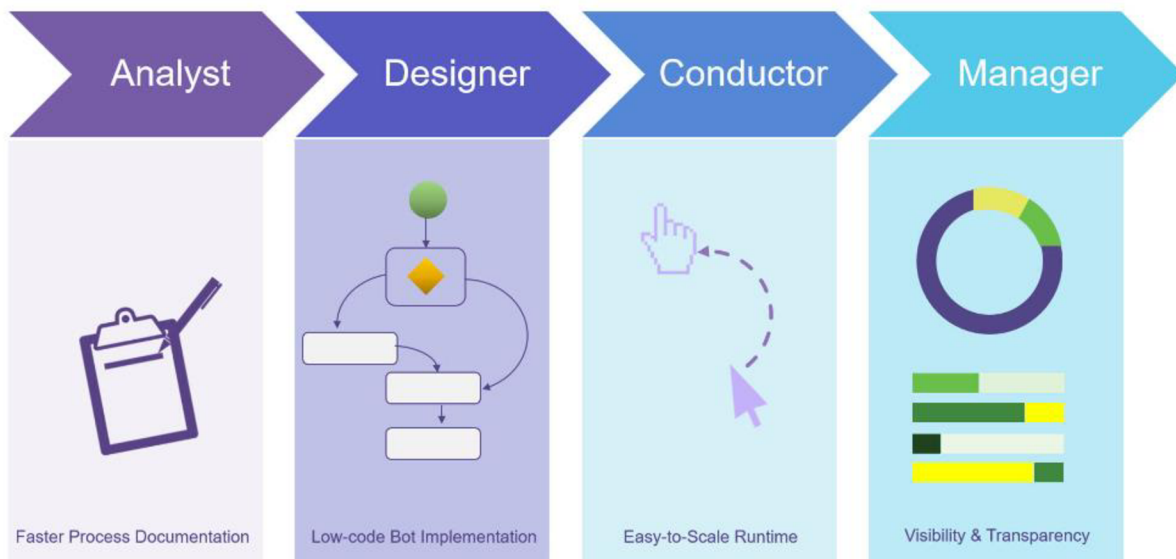 Analyst
Designer
Conductor
Manager
Faster Process Documentation
Low-code Bot Implementation
Easy-to-Scale Runtime
Visibility & Transparency